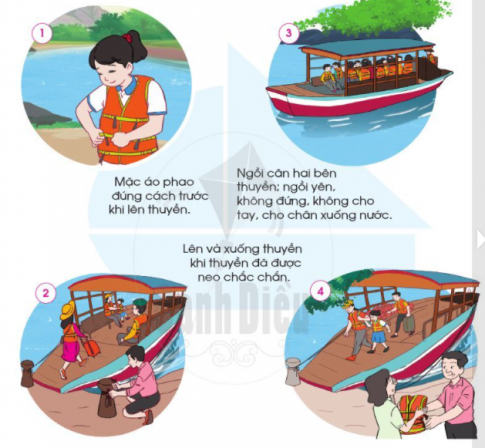 1
3
Mặc áo phao
đúng cách trước
khi lên thuyền.
Ngồi cân hai bên
thuyền; ngồi yên,
không đứng, không cho
tay, cho chân xuống nước.
Lên và xuống thuyền
khi thuyền đã được
neo chắc chắn.
2
4
Cánh Diều